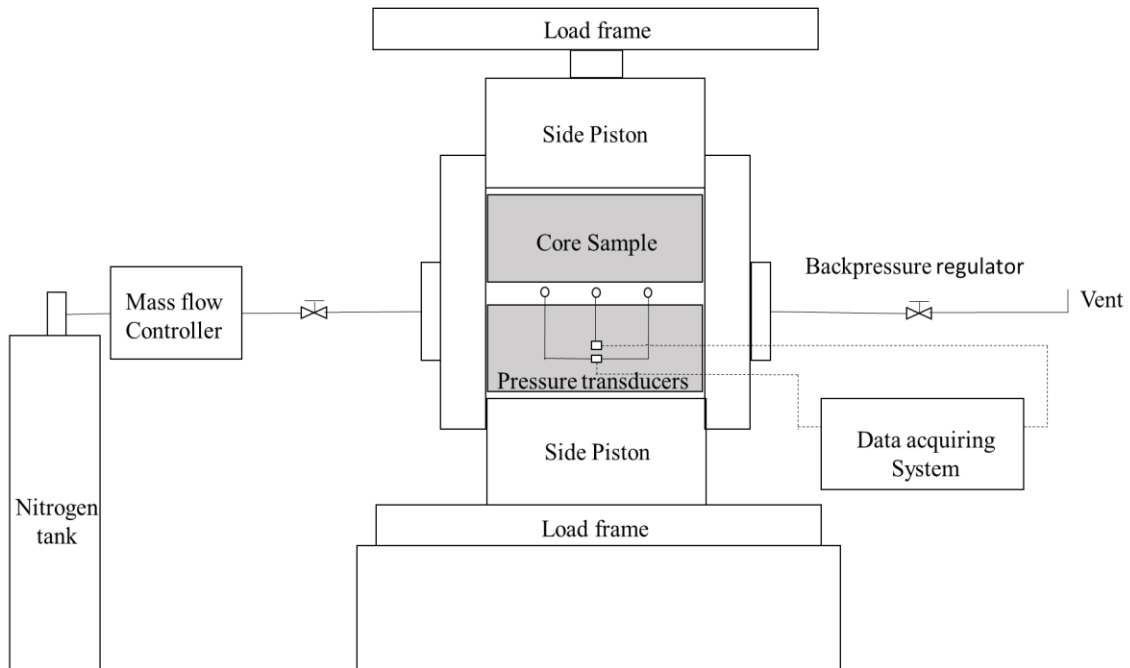 Load frame
Side Piston
Core Sample
Backpressure regulator
Vent
Mass flow
Controller
Pressure transducers
Data acquiring
System
Side Piston
Nitrogen
tank
Load frame